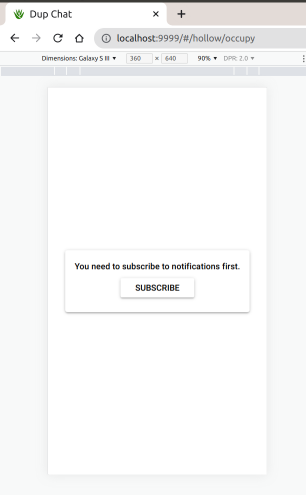 Dup Chat
localhost:9999/#/hollow/occupy
Dimensions: Galaxy S III ▼ 360 × 640 90% ▼ DPR: 2.0 ▼
You need to subscribe to notifications first.
SUBSCRIBE